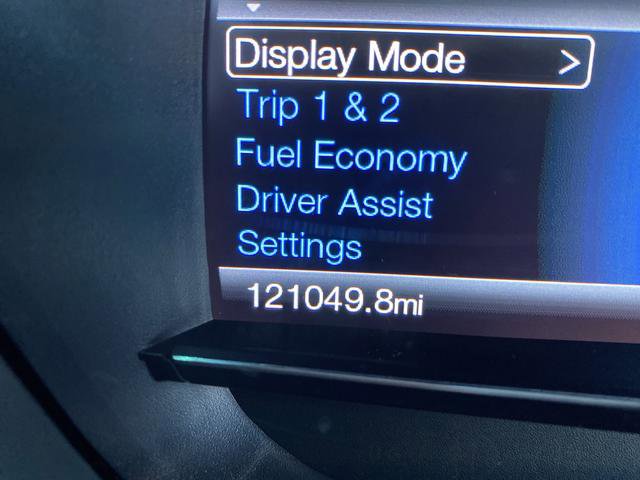 Display Mode >
Trip 1 & 2
Fuel Economy
Driver Assist
Settings
121049.8mi